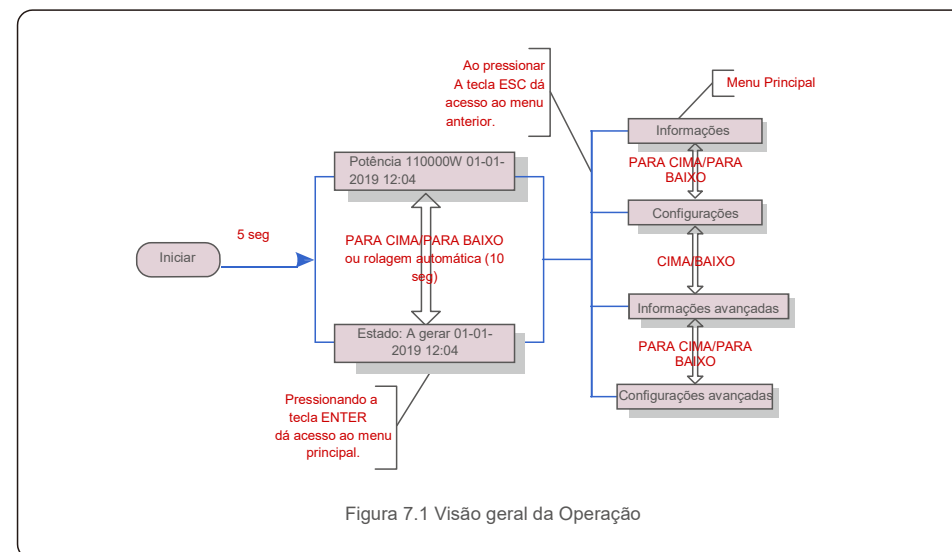 Ao pressionar
A tecla ESC dá
acesso ao menu
anterior.
Menu Principal
Informações
PARA CIMA/PARA
BAIXO
Configurações
CIMA/BAIXO
Informações avançadas
PARA CIMA/PARA
BAIXO
Configurações avançadas
Potência 110000W 01-01-
2019 12:04
5 seg
Iniciar
PARA CIMA/PARA BAIXO
ou rolagem automática (10
seg)
Estado: A gerar 01-01-
2019 12:04
Pressionando a
tecla ENTER
dá acesso ao menu
principal.
Figura 7.1 Visão geral da Operação